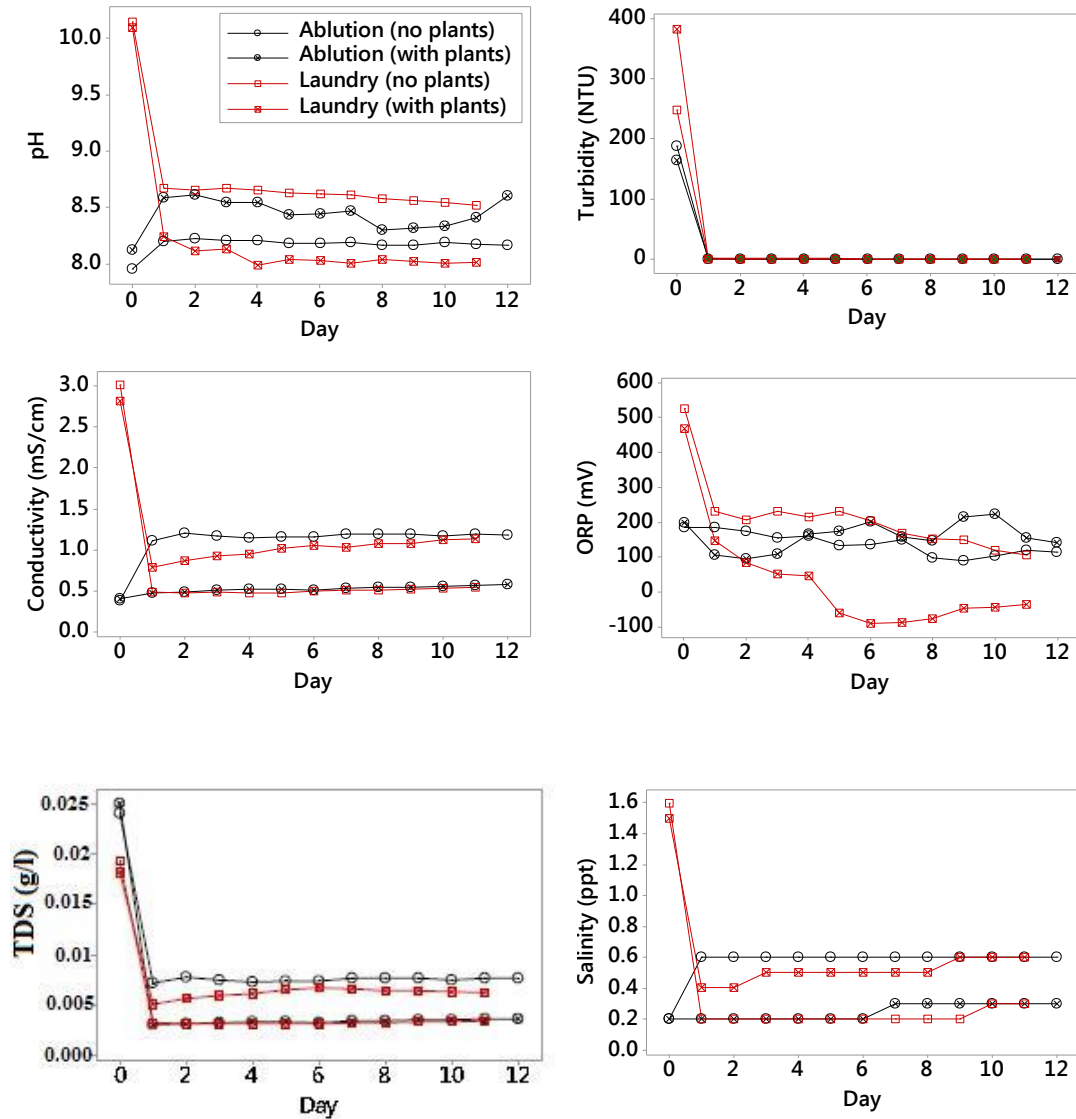 10.0
9.5
9.0
8.5
8.0
pH
0 2 4 6 8 10 12
Day
Ablution (no plants)
Ablution (with plants)
Laundry (no plants)
Laundry (with plants)
400
300
200
100
0
Turbidity (NTU)
0 2 4 6 8 10 12
Day
3.0
2.5
2.0
1.5
1.0
0.5
0.0
Conductivity (mS/cm)
0 2 4 6 8 10 12
Day
600
500
400
300
200
100
0
-100
ORP (mV)
0 2 4 6 8 10 12
Day
0.025
0.02
0.015
0.01
0.005
0.000
TDS (g/l)
0 2 4 6 8 10 12
Day
1.6
1.4
1.2
1.0
0.8
0.6
0.4
0.2
0.0
Salinity (ppt)
0 2 4 6 8 10 12
Day